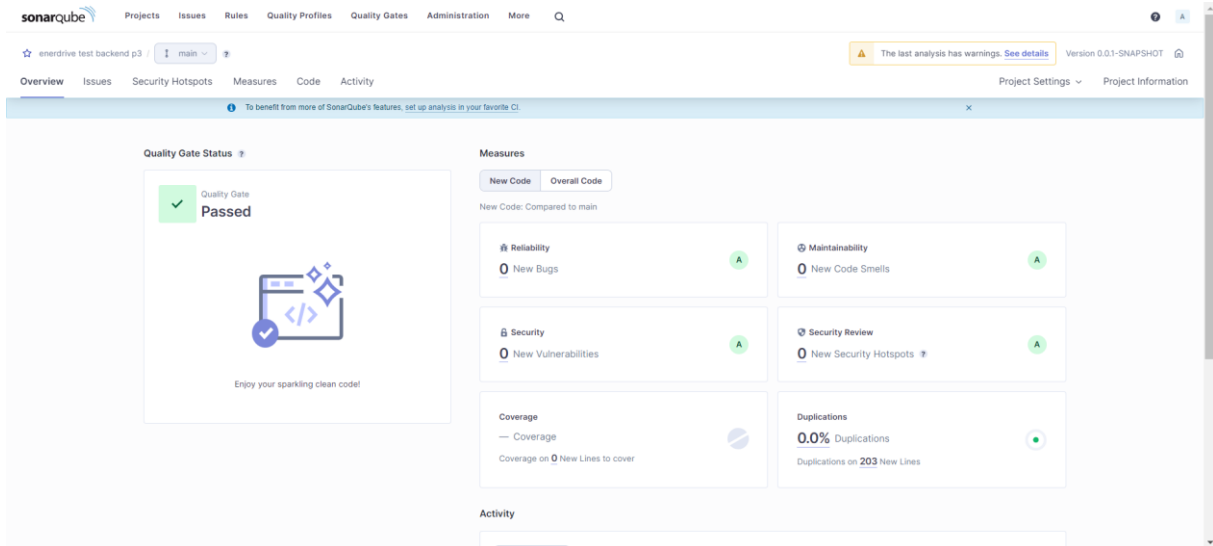 sonarqube Projects Issues Rules Quality Profiles Quality Gates Administration More ? A
enerdrive test backend p3 / main ? The last analysis has warnings. See details Version 0.0.1-SNAPSHOT
Overview Issues Security Hotspots Measures Code Activity Project Settings Project Information
To benefit from more of SonarQube's features, set up analysis in your favorite CI.
Quality Gate Status ?
Quality Gate
Passed
Enjoy your sparkling clean code!
Measures
New Code Overall Code
New Code: Compared to main
Reliability
0 New Bugs A
Maintainability
0 New Code Smells A
Security
0 New Vulnerabilities A
Security Review
0 New Security Hotspots ? A
Coverage
— Coverage
Coverage on 0 New Lines to cover
Duplications
0.0% Duplications
Duplications on 203 New Lines
Activity